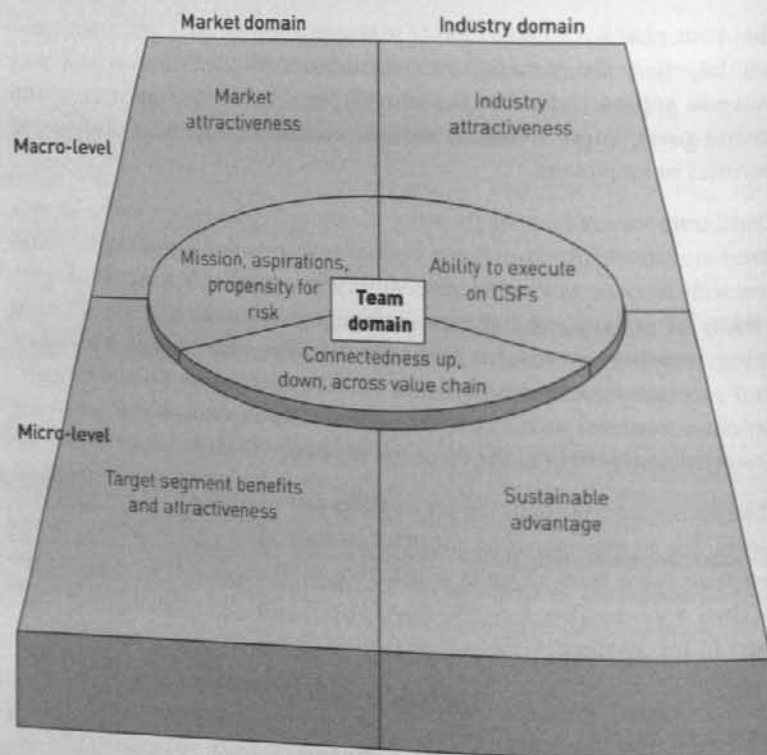 Market domain
Industry domain
Market
attractiveness
Industry
attractiveness
Macro-level
Mission, aspirations,
propensity for
risk
Team
domain
Ability to execute
on CSFs
Connectedness up,
down, across value chain
Micro-level
Target segment benefits
and attractiveness
Sustainable
advantage